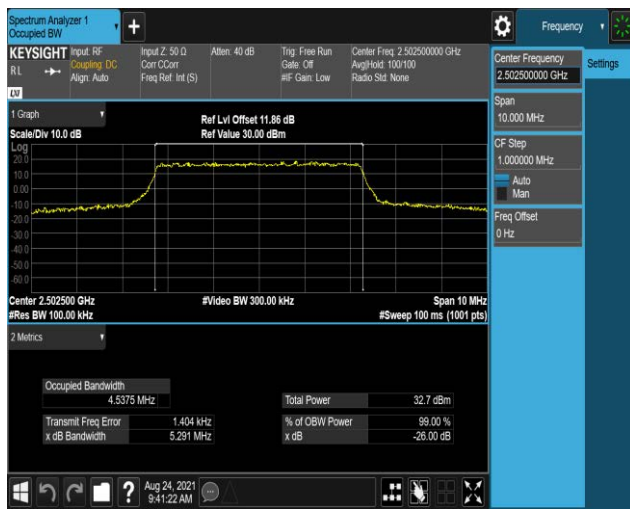 Spectrum Analyzer 1
Occupied BW
+
Frequency
KEYSIGHT
RL
LXI
Input: RF
Coupling: DC
Align: Auto
Input Z: 50 Ω
Corr CCorr
Freq Ref: Int (S)
Atten: 40 dB
Trig: Free Run
Gate: Off
#IF Gain: Low
Center Freq: 2.502500000 GHz
Avg|Hold: 100/100
Radio Std: None
Center Frequency
2.502500000 GHz
Settings
Span
10.000 MHz
CF Step
1.000000 MHz
Auto
Man
Freq Offset
0 Hz
1 Graph
Scale/Div 10.0 dB
Ref Lvl Offset 11.86 dB
Ref Value 30.00 dBm
Log
20.0
10.0
0.00
-10.0
-20.0
-30.0
-40.0
-50.0
-60.0
Center 2.502500 GHz
#Res BW 100.00 kHz
#Video BW 300.00 kHz
Span 10 MHz
#Sweep 100 ms (1001 pts)
2 Metrics
Occupied Bandwidth
4.5375 MHz
Total Power 32.7 dBm
Transmit Freq Error 1.404 kHz
% of OBW Power 99.00 %
x dB Bandwidth 5.291 MHz
x dB -26.00 dB
?
Aug 24, 2021
9:41:22 AM